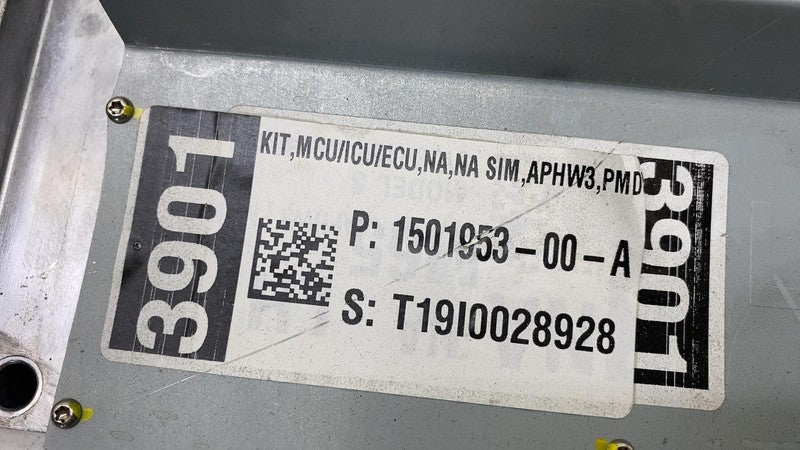 3901
KIT,MCU/ICU/ECU,NA,NA SIM,APHW3,PMD
P: 1501953-00-A
S: T19I0028928
3901